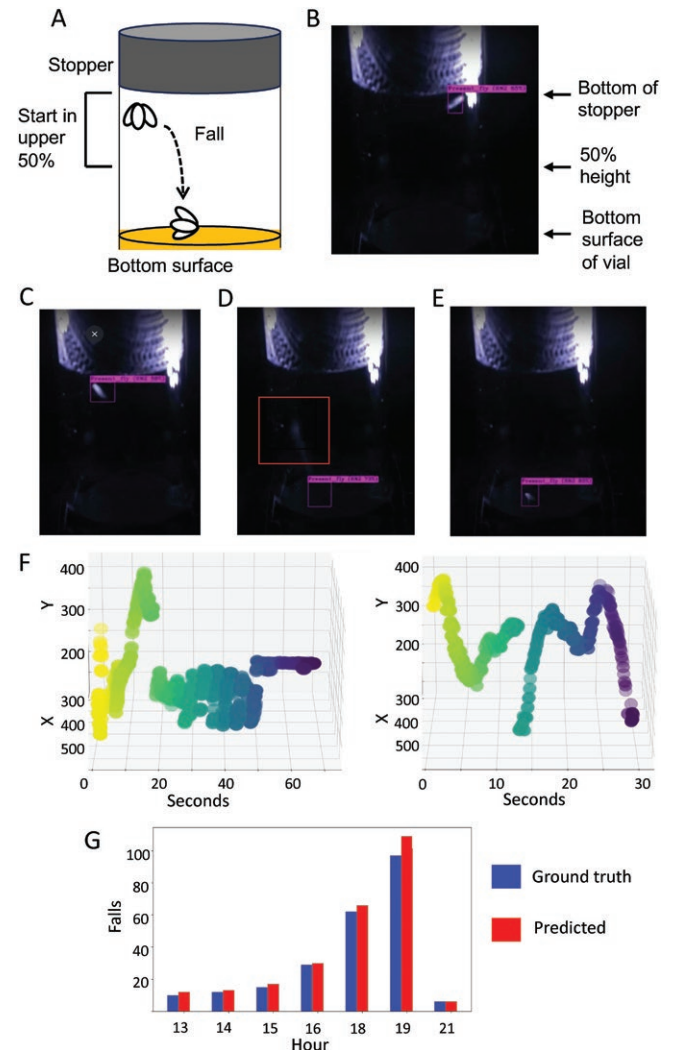 A
Stopper
Start in
upper
50%
Fall
Bottom surface
B
Bottom of
stopper
50%
height
Bottom
surface
of vial
C
D
E
F
400
300
200
300
400
500
Y
X
0
20
40
60
Seconds
400
300
200
300
400
500
Y
X
0
10
20
30
Seconds
G
100
80
60
40
20
Falls
13
14
15
16
18
19
21
Hour
Ground truth
Predicted